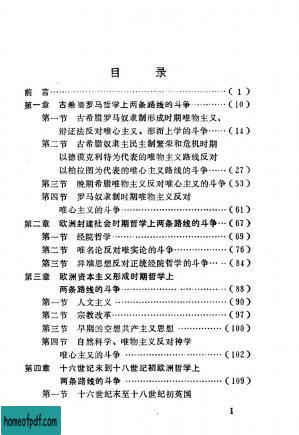 目　录
前　言……………………………………………( 1 )
第一章　古希腊罗马哲学上两条路线的斗争……(10)
第一节　古希腊罗马奴隶制形成时期唯物主义、
辩证法反对唯心主义、形而上学的斗争……(14)
第二节　古希腊奴隶主民主制繁荣和危机时期
以德谟克利特为代表的唯物主义路线反对
以柏拉图为代表的唯心主义路线的斗争……(27)
第三节　晚期希腊唯物主义反对唯心主义的斗争(53)
第四节　罗马奴隶制时期唯物主义反对
唯心主义的斗争……………………………(61)
第二章　欧洲封建社会时期哲学上两条路线的斗争…(67)
第一节　经院哲学…………………………………(69)
第二节　唯名论反对唯实论的斗争………………(76)
第三节　异端思想反对正统经院哲学的斗争……(84)
第三章　欧洲资本主义形成时期哲学上
两条路线的斗争……………………………(88)
第一节　人文主义…………………………………(90)
第二节　宗教改革…………………………………(97)
第三节　早期的空想共产主义思想………………(100)
第四节　自然科学、唯物主义反对神学
唯心主义的斗争……………………………(102)
第四章　十六世纪末到十八世纪初欧洲哲学上
两条路线的斗争……………………………(109)
第一节　十六世纪末到十八世纪初英国
1
homeofpdf.com